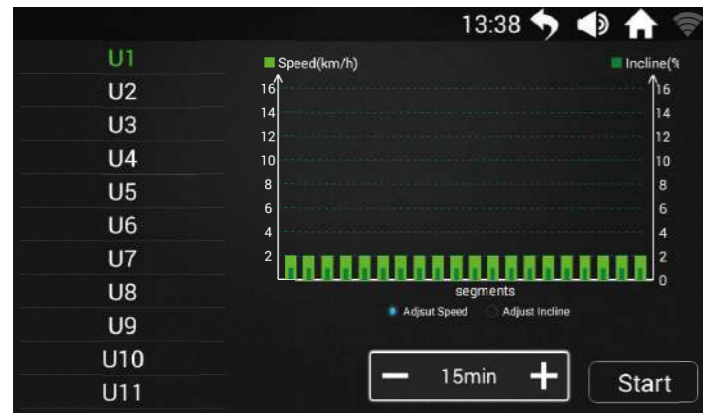 13:38
U1
U2
U3
U4
U5
U6
U7
U8
U9
U10
U11
Speed(km/h)
Incline(%
16
14
12
10
8
6
4
2
16
14
12
10
8
6
4
2
0
segments
Adjsut Speed
Adjust Incline
15min
Start